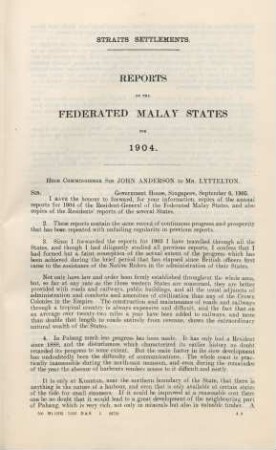 STRAITS SETTLEMENTS.
REPORTS
ON THE
FEDERATED MALAY STATES
FOR
1904.
HIGH COMMISSIONER SIR JOHN ANDERSON to MR. LYTTELTON.
SIR, Government House, Singapore, September 6, 1905.
I HAVE the honour to forward, for your information, copies of the annual
reports for 1904 of the Resident-General of the Federated Malay States, and also
copies of the Residents' reports of the several States.
2. These reports contain the same record of continuous progress and prosperity
that has been repeated with including regularity in previous reports.
3. Since I forwarded the reports for 1903 I have travelled through all the
States, and though I had diligently studied all previous reports, I confess that I
had formed but a faint conception of the actual extent of the progress which had
been achieved during the brief period that has elapsed since British officers first
came to the assistance of the Native Rulers in the administration of their States.
Not only have law and order been firmly established throughout the whole area
but, so far at any rate as the three western States are concerned, they are better
provided with roads and railways, public buildings, and all the usual adjuncts of
administration and comforts and amenities of civilization than any of the Crown
Colonies in the Empire. The construction and maintenance of roads and railways
through a tropical country is always expensive and difficult, and the fact that on
an average over twenty-two miles a year have been added to railways, and more
than double that length to roads entirely from revenue, shows the extraordinary
natural wealth of the States.
4. In Pahang much less progress has been made. It has only had a Resident
since 1888, and the disturbances which characterized its earlier history no doubt
retarded its progress to some extent. But the main factor in its slow development
has undoubtedly been the difficulty of communications. The whole coast is prac-
tically inaccessible during the north-east monsoon, and even during the remainder of
the year the absence of harbours renders access to it difficult and costly.
It is only at Kuantan, near the northern boundary of the State, that there is
anything in the nature of a harbour, and even that is only available at certain states
of the tide for small steamers. If it could be improved at a reasonable cost there
can be no doubt that it would lead to a great development of the neighbouring part
of Pahang, which is very rich, not only in minerals but also in valuable timber. A